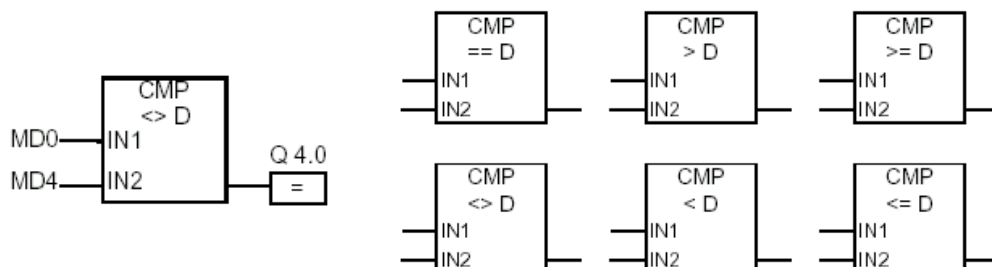 CMP
<> D
MD0 IN1
MD4 IN2
Q 4.0
=
CMP
== D
IN1
IN2
CMP
> D
IN1
IN2
CMP
>= D
IN1
IN2
CMP
<> D
IN1
IN2
CMP
< D
IN1
IN2
CMP
<= D
IN1
IN2